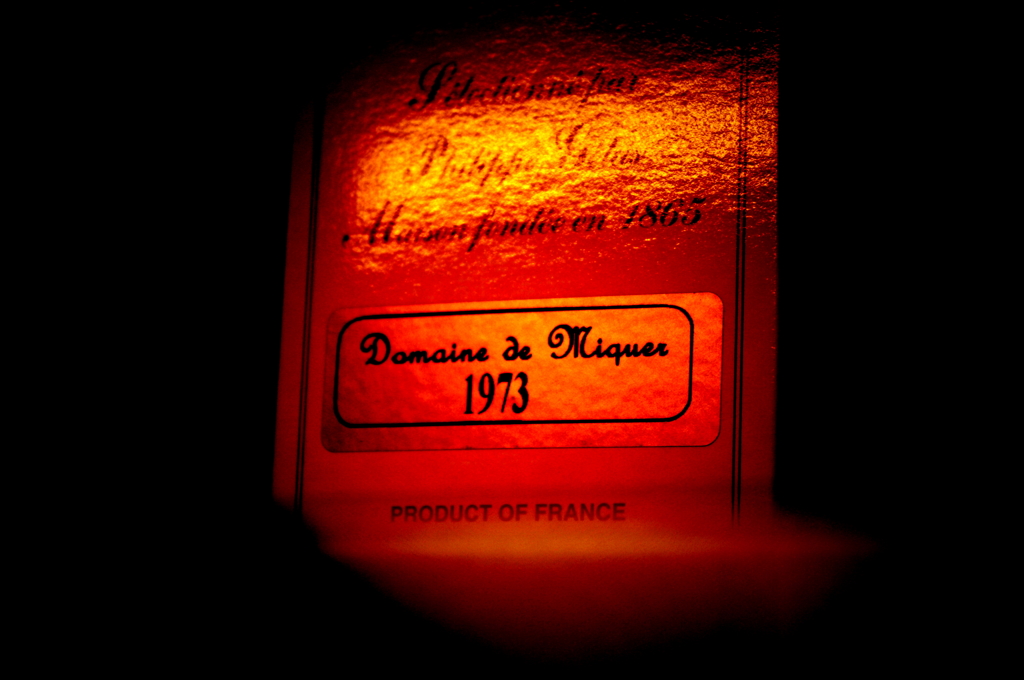 Sélectionné par
Philippe
Maison fondée en 1865
Domaine de Miquer
1973
PRODUCT OF FRANCE